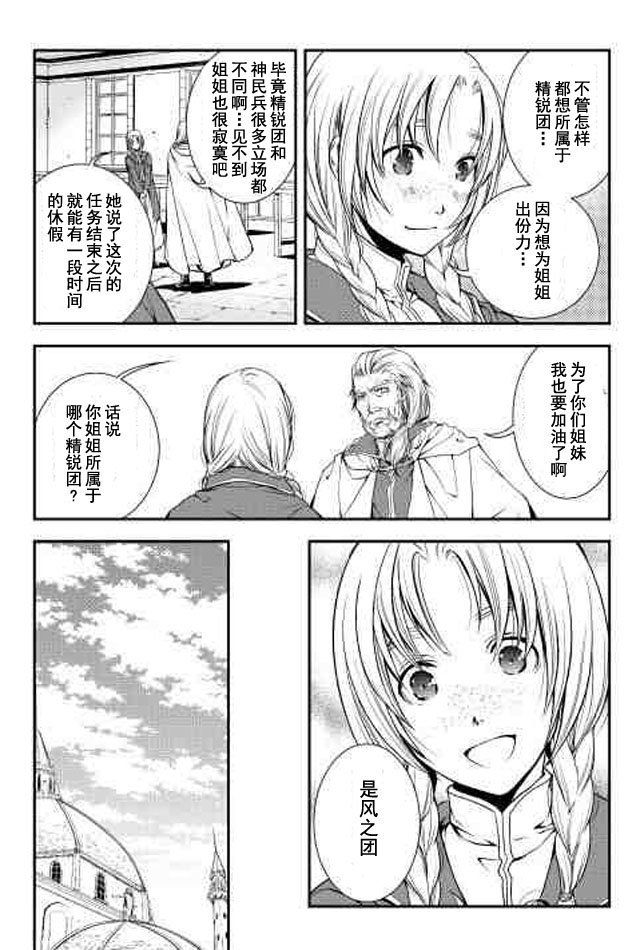 不管怎样
都想所属于
精锐团…
因为想为姐姐
出份力…
毕竟精锐团和
神民兵很多立场都
不同啊…见不到
姐姐也很寂寞吧
她说了这次的
任务结束之后
就能有一段时间
的休假
为了你们姐妹
我也要加油了啊
话说
你姐姐所属于
哪个精锐团？
是风之团